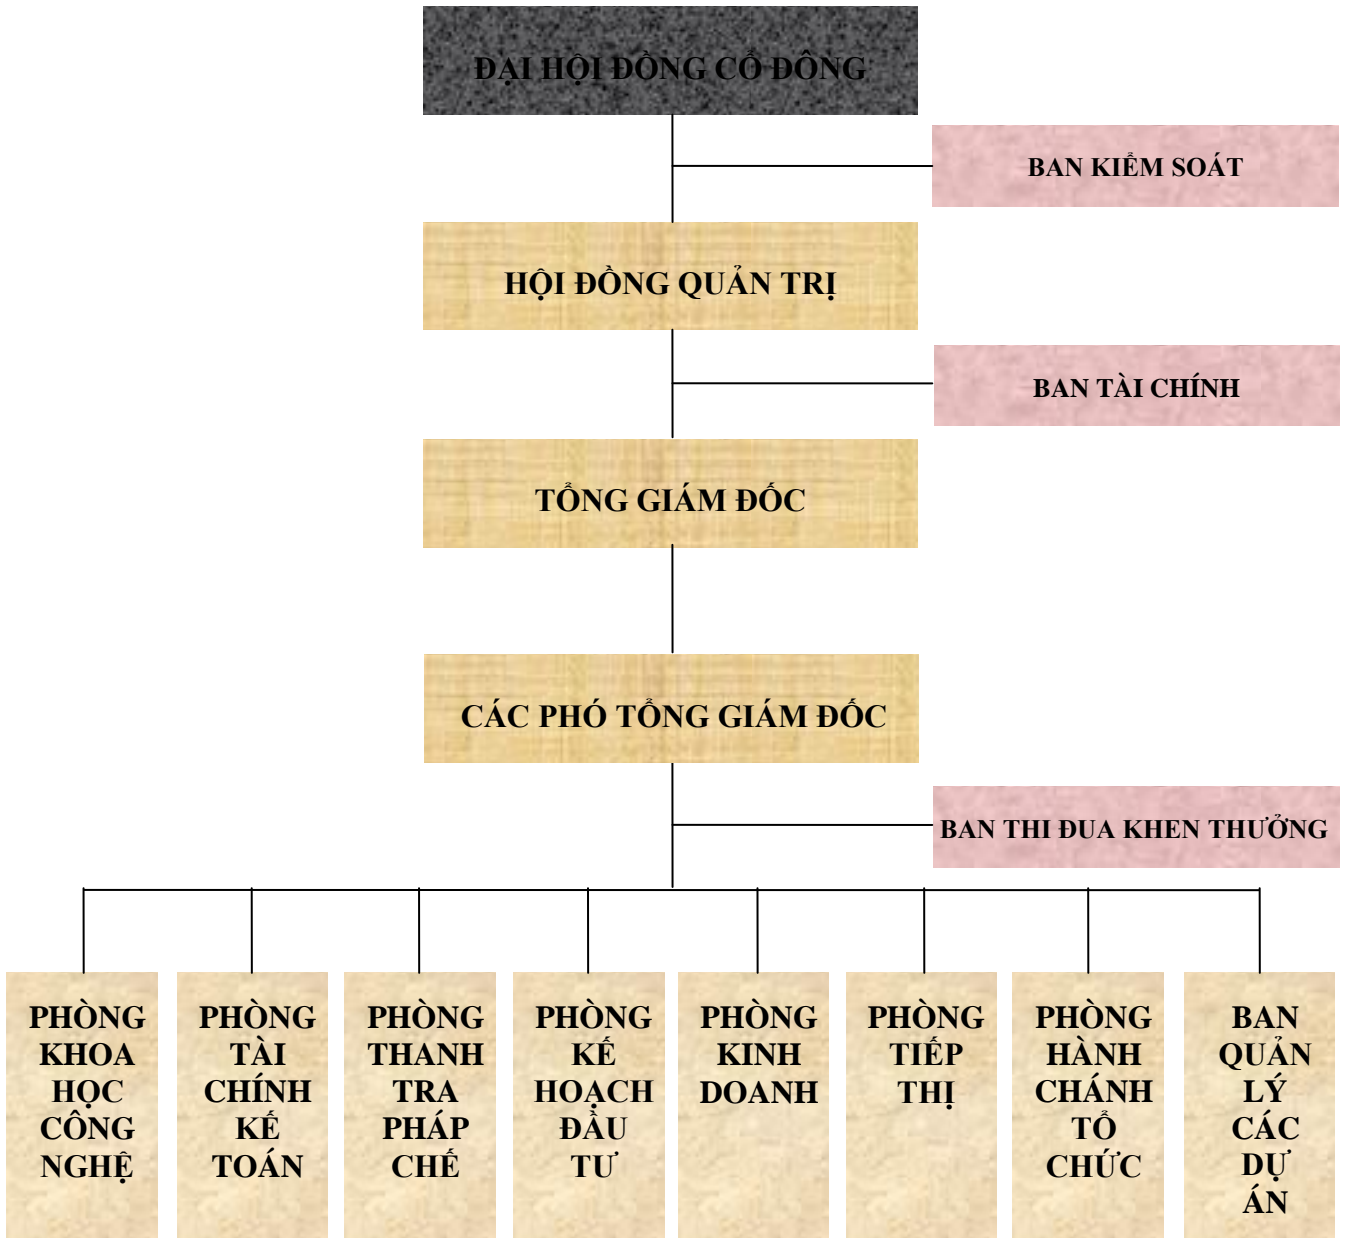 ĐẠI HỘI ĐỒNG CỔ ĐÔNG
BAN KIỂM SOÁT
HỘI ĐỒNG QUẢN TRỊ
BAN TÀI CHÍNH
TỔNG GIÁM ĐỐC
CÁC PHÓ TỔNG GIÁM ĐỐC
BAN THI ĐUA KHEN THƯỞNG
PHÒNG
KHOA
HỌC
CÔNG
NGHỆ
PHÒNG
TÀI
CHÍNH
KẾ
TOÁN
PHÒNG
THANH
TRA
PHÁP
CHẾ
PHÒNG
KẾ
HOẠCH
ĐẦU
TƯ
PHÒNG
KINH
DOANH
PHÒNG
TIẾP
THỊ
PHÒNG
HÀNH
CHÁNH
TỔ
CHỨC
BAN
QUẢN
LÝ
CÁC
DỰ
ÁN